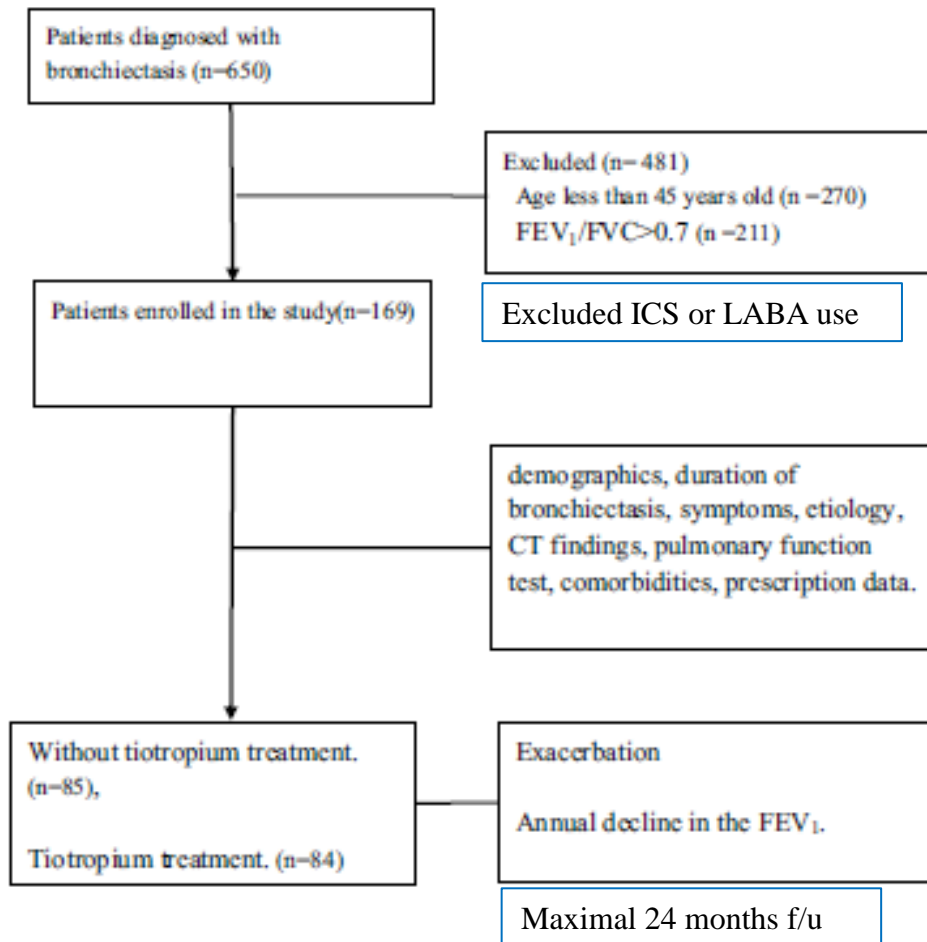 Patients diagnosed with
bronchiectasis (n=650)
Excluded (n= 481)
Age less than 45 years old (n =270)
FEV₁/FVC>0.7 (n =211)
Patients enrolled in the study(n=169)
Excluded ICS or LABA use
demographics, duration of
bronchiectasis, symptoms, etiology,
CT findings, pulmonary function
test, comorbidities, prescription data.
Without tiotropium treatment.
(n=85),
Tiotropium treatment. (n=84)
Exacerbation
Annual decline in the FEV₁.
Maximal 24 months f/u